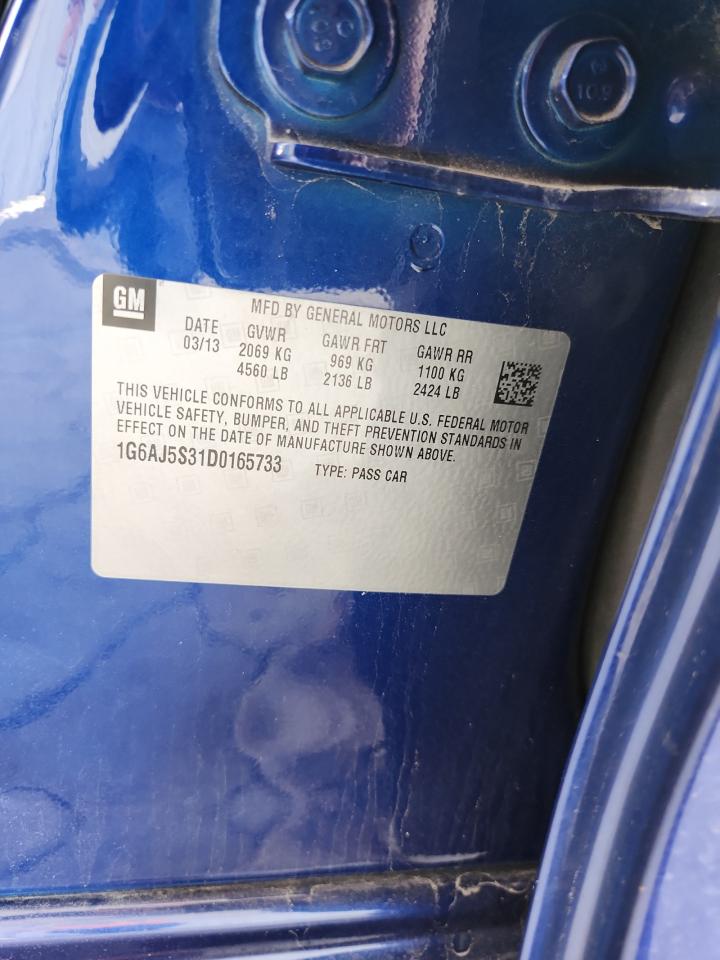 10.9
GM
MFD BY GENERAL MOTORS LLC
DATE GVWR GAWR FRT GAWR RR
03/13 2069 KG 969 KG 1100 KG
4560 LB 2136 LB 2424 LB
THIS VEHICLE CONFORMS TO ALL APPLICABLE U.S. FEDERAL MOTOR
VEHICLE SAFETY, BUMPER, AND THEFT PREVENTION STANDARDS IN
EFFECT ON THE DATE OF MANUFACTURE SHOWN ABOVE.
1G6AJ5S31D0165733 TYPE: PASS CAR